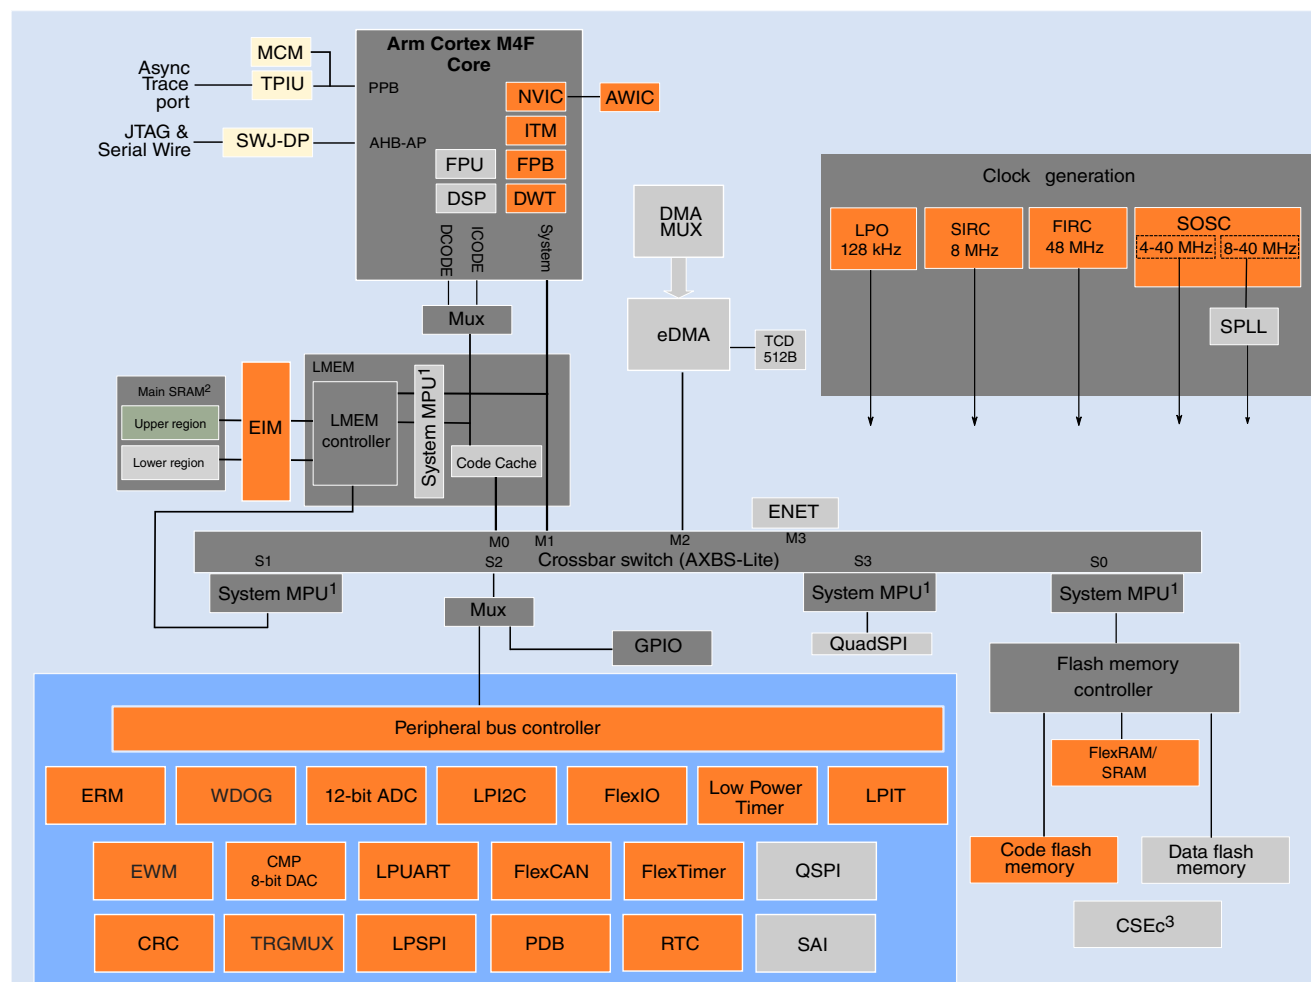 Arm Cortex M4F
Core
MCM
Async
Trace
port
TPIU
PPB
JTAG &
Serial Wire
SWJ-DP
AHB-AP
NVIC
AWIC
ITM
FPU
FPB
DSP
DWT
DCODE
ICODE
System
Mux
DMA
MUX
eDMA
TCD
512B
Clock generation
LPO
128 kHz
SIRC
8 MHz
FIRC
48 MHz
SOSC
4-40 MHz
8-40 MHz
SPLL
LMEM
Main SRAM2
Upper region
Lower region
EIM
LMEM
controller
System MPU1
Code Cache
ENET
M0
M1
M2
M3
Crossbar switch (AXBS-Lite)
S1
S2
S3
S0
System MPU1
Mux
System MPU1
System MPU1
GPIO
QuadSPI
Flash memory
controller
Peripheral bus controller
FlexRAM/
SRAM
ERM
WDOG
12-bit ADC
LPI2C
FlexIO
Low Power
Timer
LPIT
EWM
CMP
8-bit DAC
LPUART
FlexCAN
FlexTimer
QSPI
Code flash
memory
Data flash
memory
CRC
TRGMUX
LPSPI
PDB
RTC
SAI
CSEc3